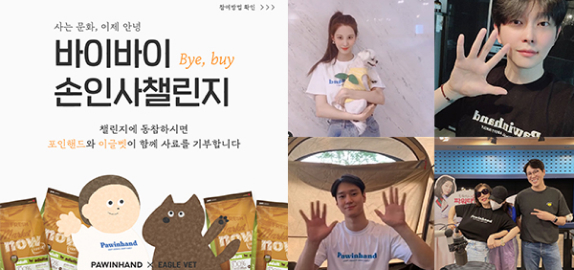 참여방법 확인 >>>
사는 문화, 이제 안녕
바이바이 Bye, buy
손인사챌린지
챌린지에 동참하시면
포인핸드와 이글벳이 함께 사료를 기부합니다
now
now
Pawinhand
PAWINHAND × EAGLE VET
Pawinhand
Pawinhand
Pawinhand